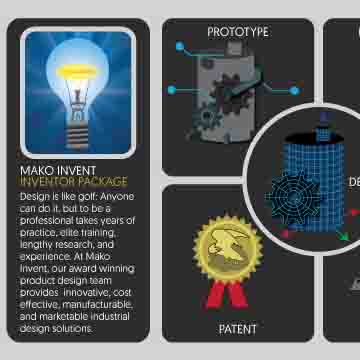 PROTOTYPE
MAKO INVENT
INVENTOR PACKAGE
Design is like golf: Anyone
can do it, but to be a
professional takes years of
practice, elite training,
lengthy research, and
experience. At Mako
Invent, our award winning
product design team
provides innovative, cost
effective, manufacturable,
and marketable industrial
design solutions.
DE
PATENT